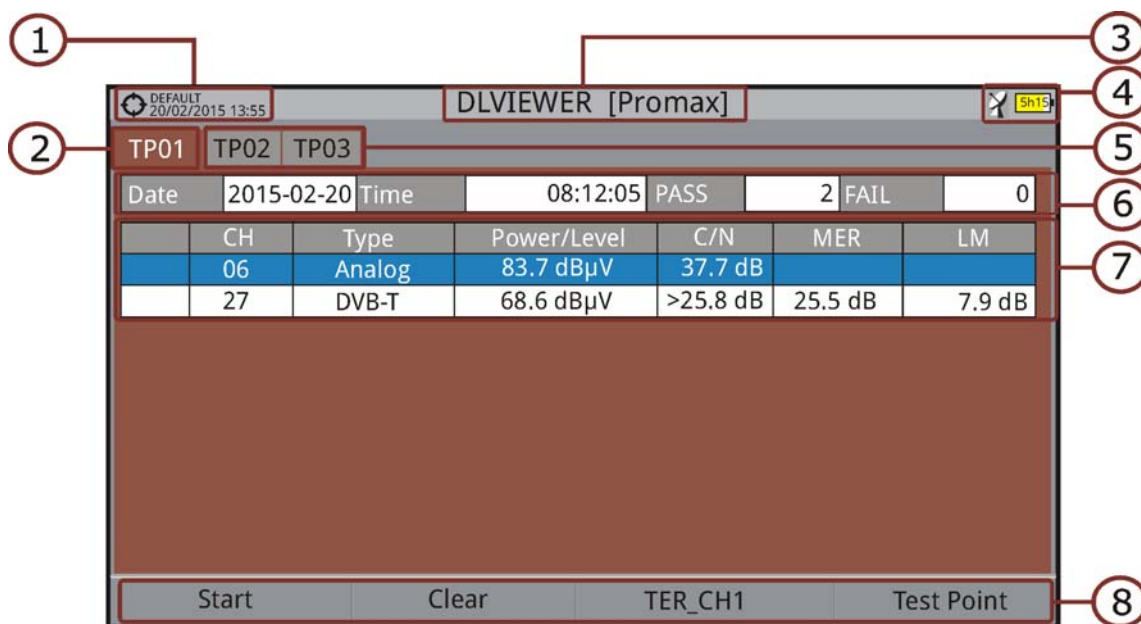 1
3
DEFAULT
20/02/2015 13:55
DLVIEWER [Promax]
5h15
4
2
TP01 TP02 TP03
5
Date 2015-02-20 Time 08:12:05 PASS 2 FAIL 0
6
CH Type Power/Level C/N MER LM
06 Analog 83.7 dBµV 37.7 dB
7
27 DVB-T 68.6 dBµV >25.8 dB 25.5 dB 7.9 dB
Start Clear TER_CH1 Test Point
8